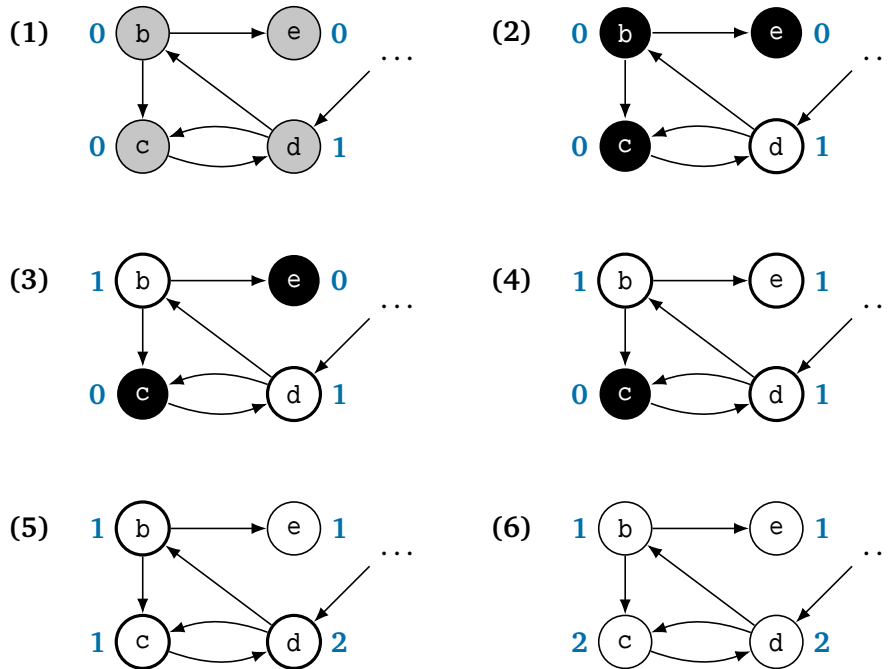 (1) 0 b e 0 (2) 0 b e 0
... ..
0 c d 1 0 c d 1
(3) 1 b e 0 (4) 1 b e 1
... ..
0 c d 1 0 c d 1
(5) 1 b e 1 (6) 1 b e 1
... ..
1 c d 2 2 c d 2